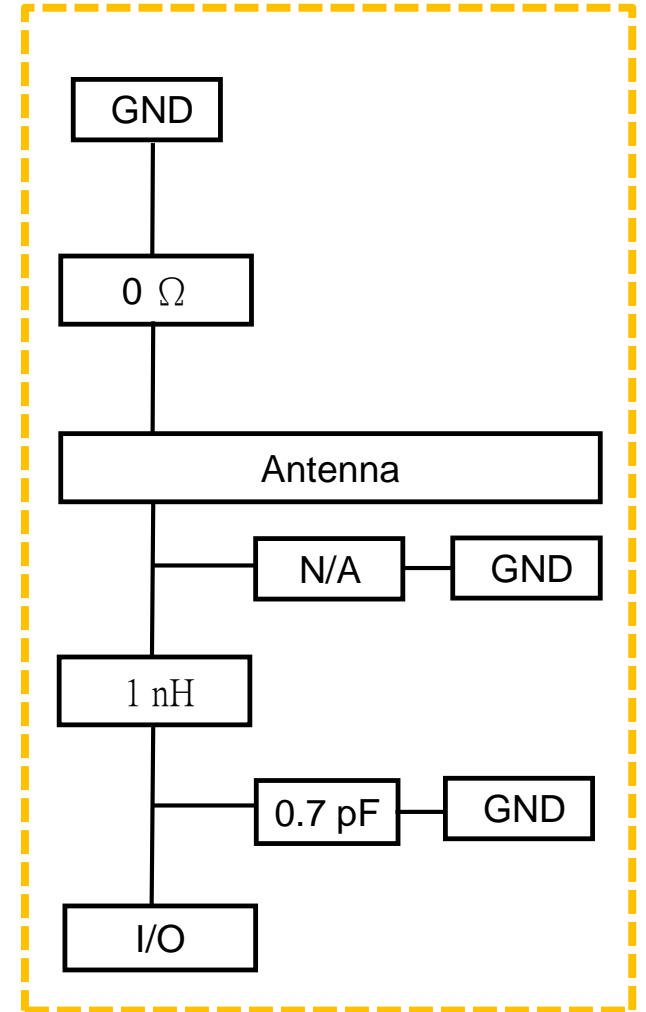 GND
0 Ω
Antenna
N/A
GND
1 nH
0.7 pF
GND
I/O